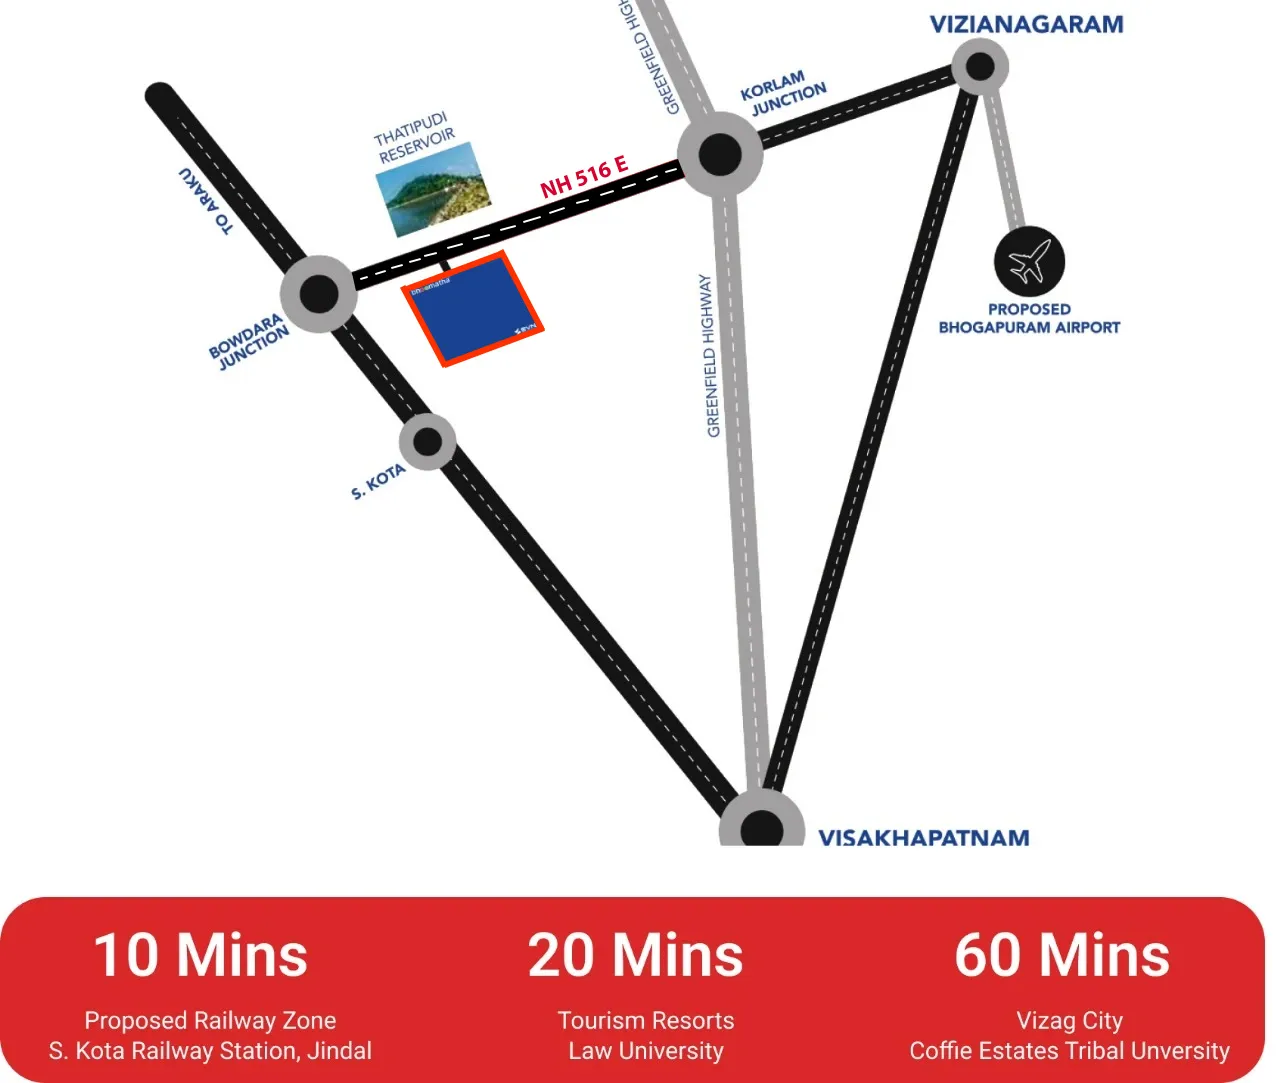 GREENFIELD HIGH
VIZIANAGARAM
KORLAM
JUNCTION
THATIPUDI
RESERVOIR
NH 516 E
TO ARAKU
BOWDARA
JUNCTION
GREENFIELD HIGHWAY
PROPOSED
BHOGAPURAM AIRPORT
S. KOTA
VISAKHAPATNAM
10 Mins
Proposed Railway Zone
S. Kota Railway Station, Jindal
20 Mins
Tourism Resorts
Law University
60 Mins
Vizag City
Coffie Estates Tribal Unversity